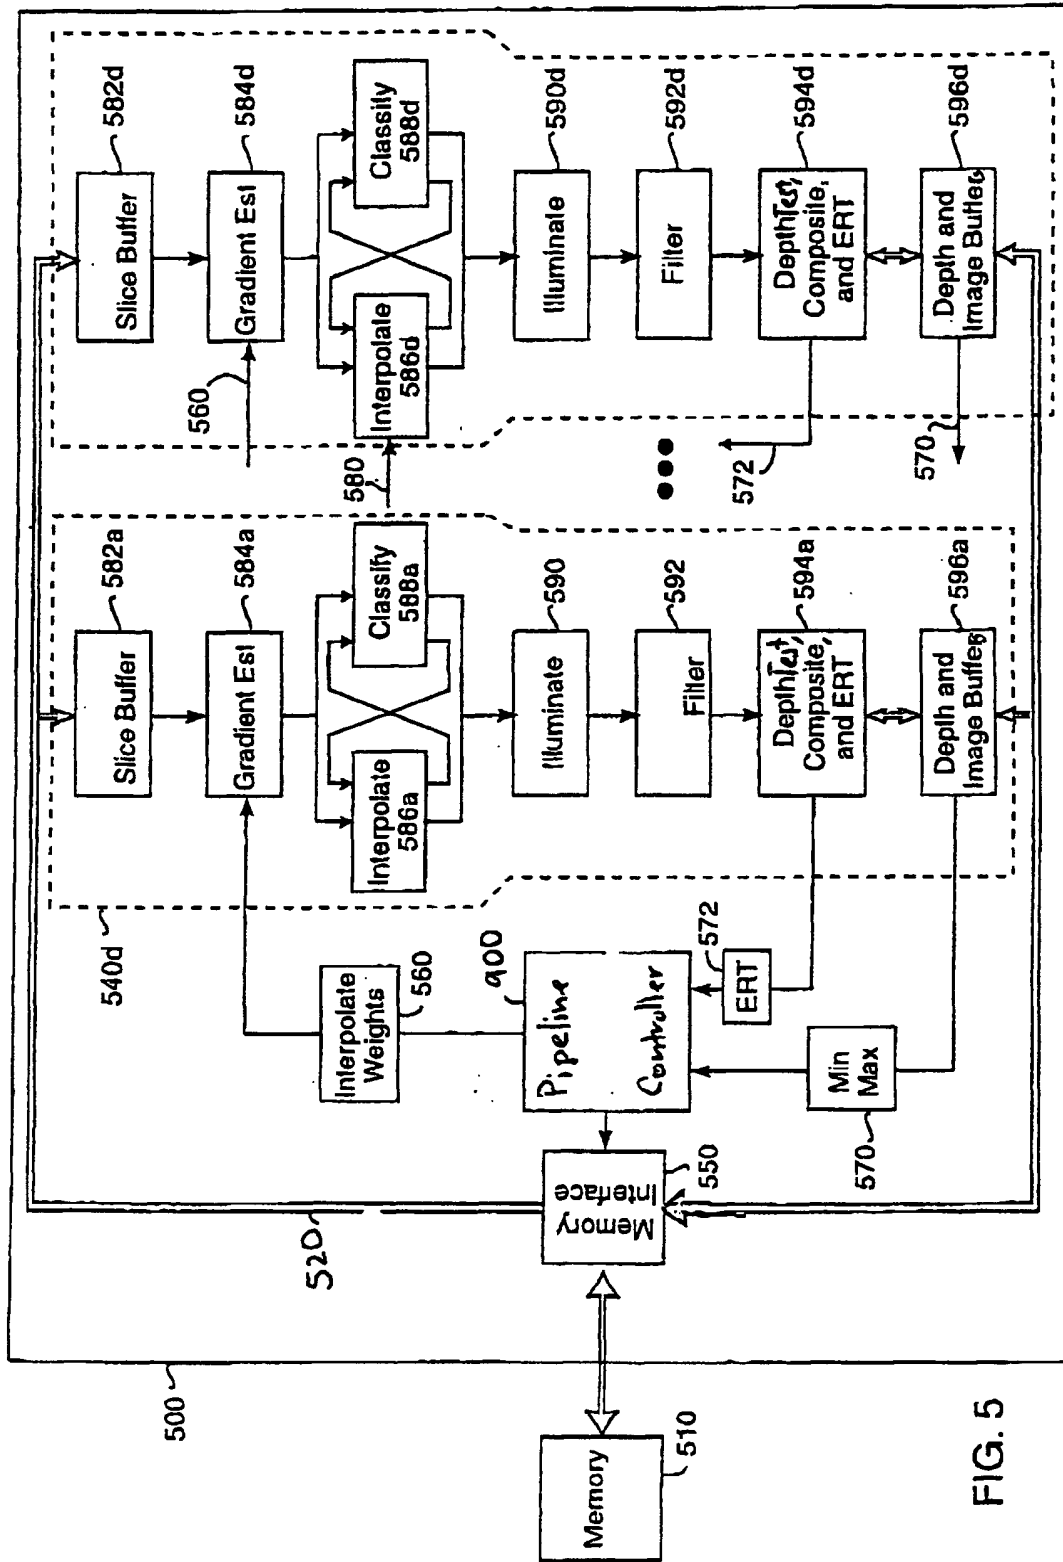 500
Memory
510
520
Memory
Interface
550
540d
Interpolate
Weights
560
Pipeline
Controller
900
ERT
572
Min
Max
570
Slice Buffer
582a
Gradient Est
584a
Interpolate
586a
Classify
588a
Illuminate
590
Filter
592
DepthTest,
Composite,
and ERT
594a
Depth and
Image Buffer
596a
560
580
572
570
Slice Buffer
582d
Gradient Est
584d
Interpolate
586d
Classify
588d
Illuminate
590d
Filter
592d
DepthTest,
Composite,
and ERT
594d
Depth and
Image Buffer
596d
FIG. 5